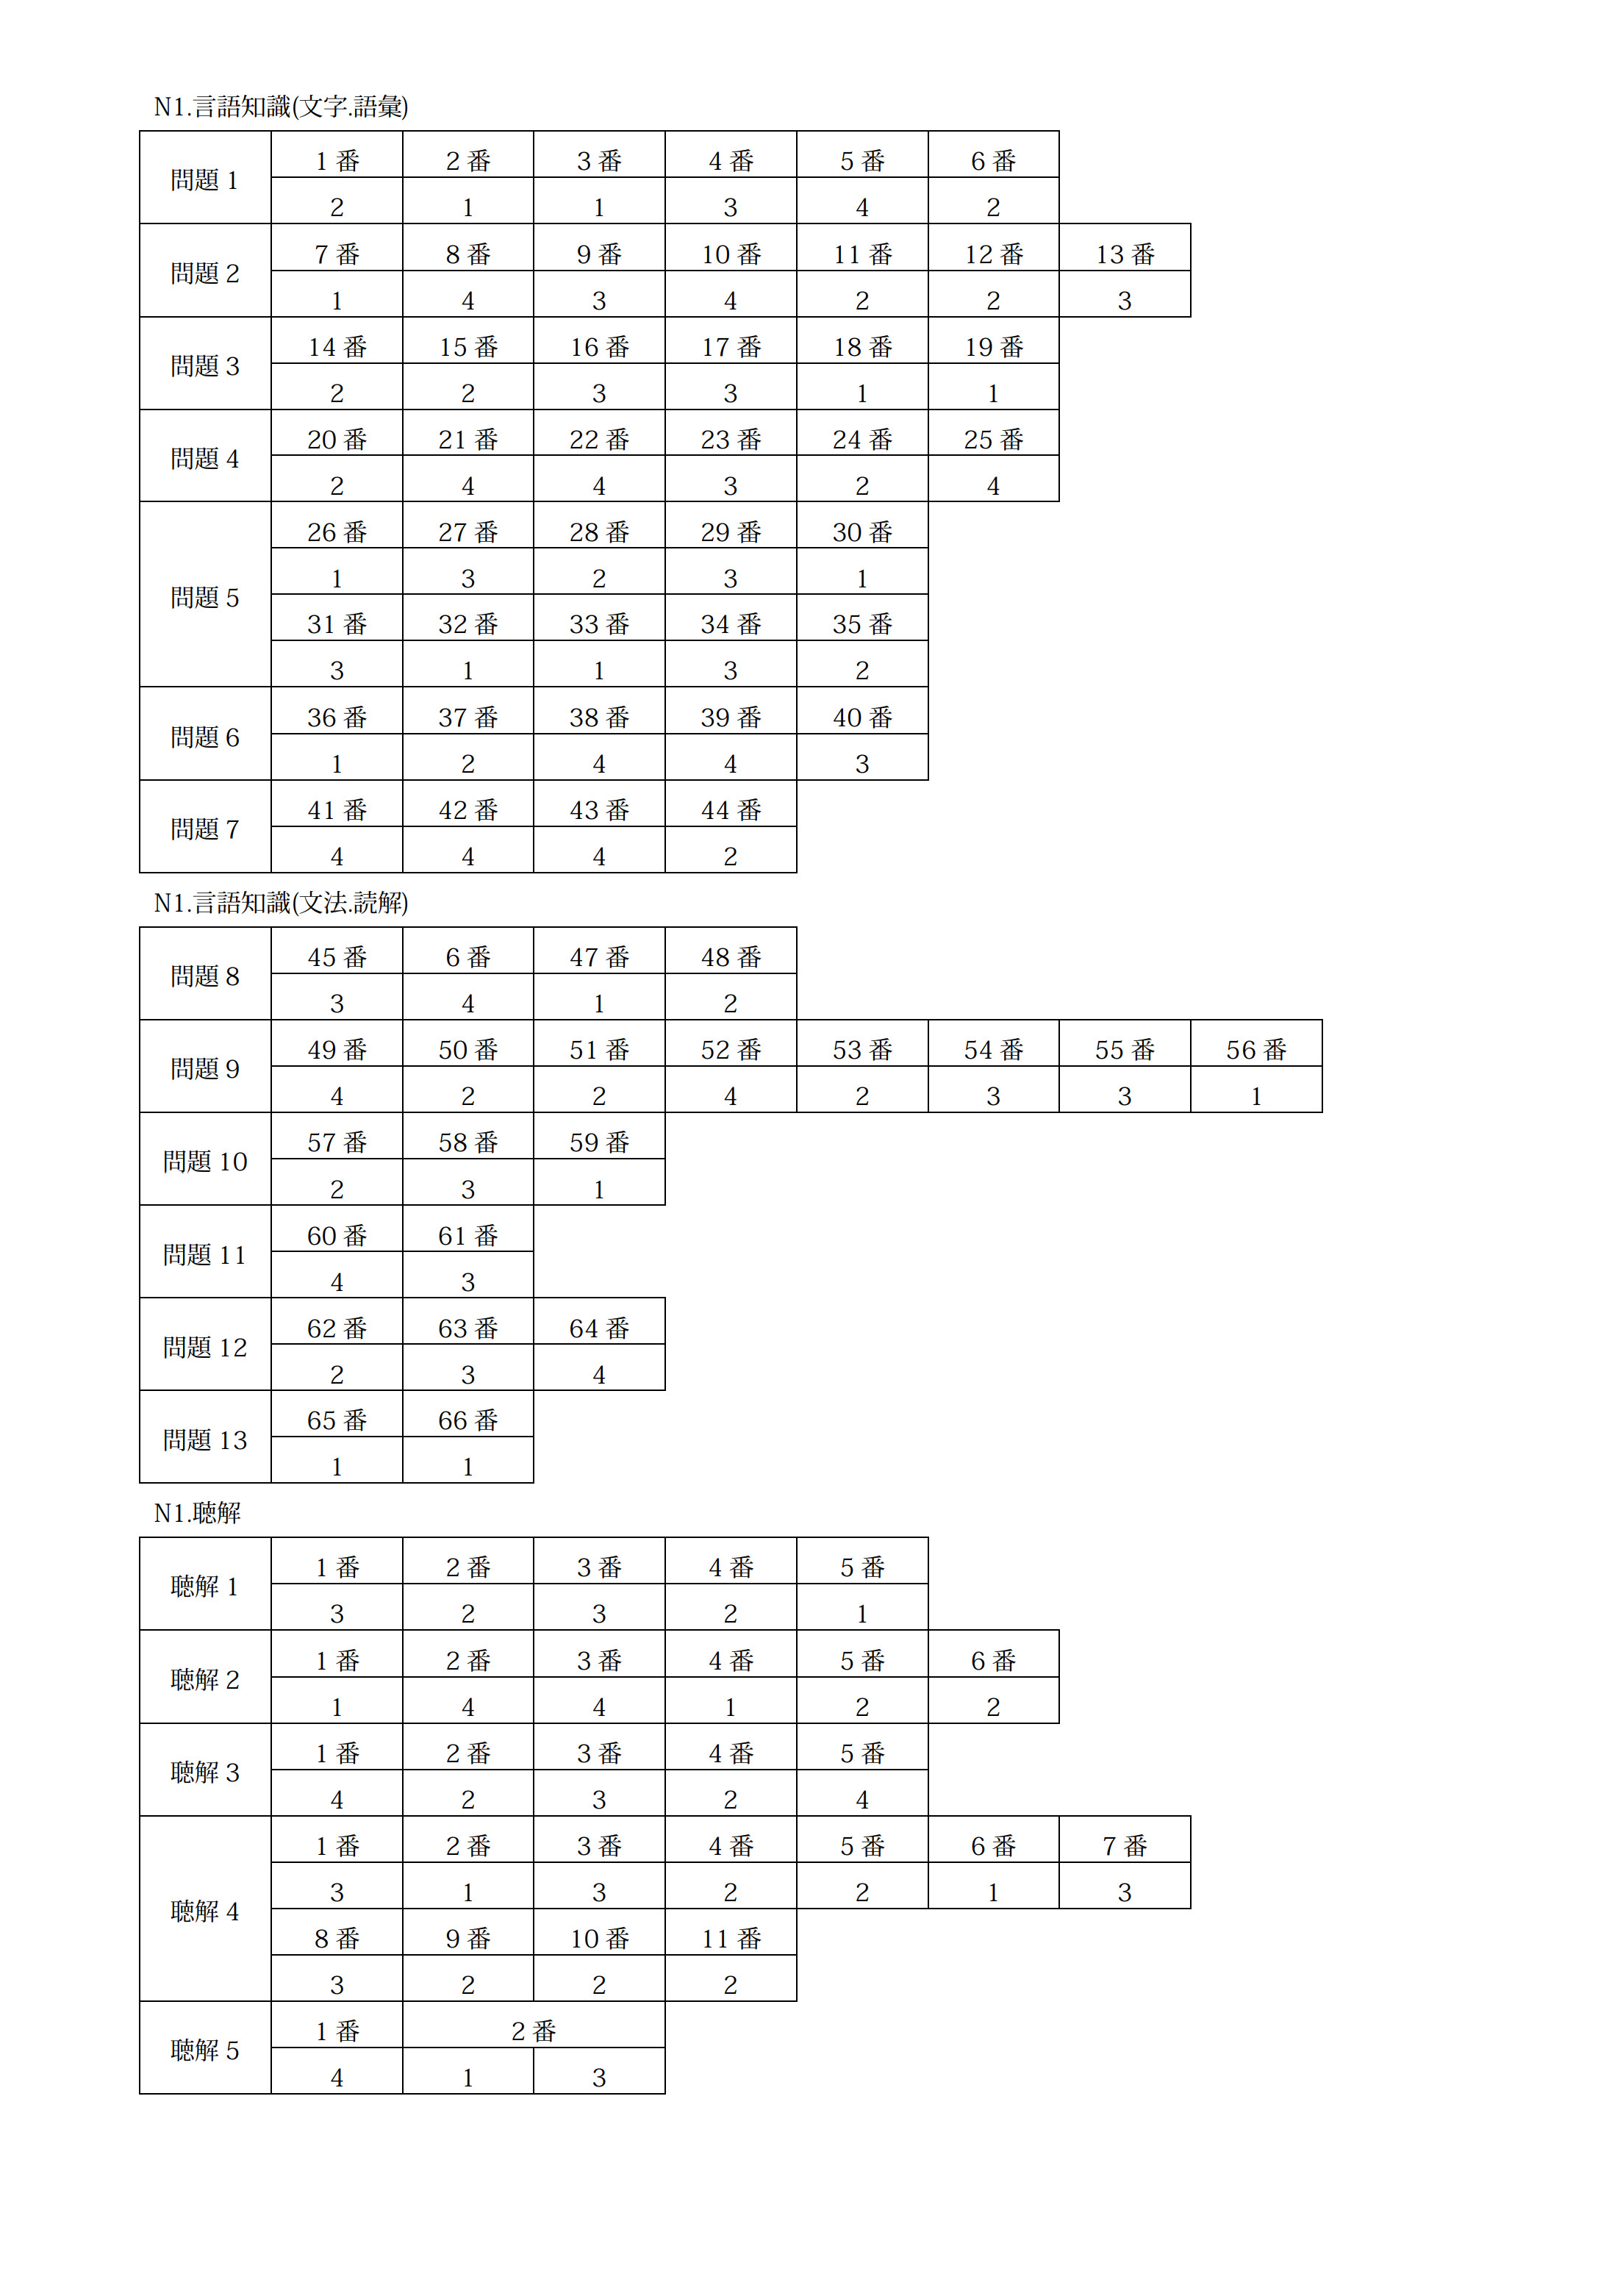 N1.言語知識(文字.語彙)
問題 1
1 番 2 番 3 番 4 番 5 番 6 番
2 1 1 3 4 2
問題 2
7 番 8 番 9 番 10 番 11 番 12 番 13 番
1 4 3 4 2 2 3
問題 3
14 番 15 番 16 番 17 番 18 番 19 番
2 2 3 3 1 1
問題 4
20 番 21 番 22 番 23 番 24 番 25 番
2 4 4 3 2 4
問題 5
26 番 27 番 28 番 29 番 30 番
1 3 2 3 1
31 番 32 番 33 番 34 番 35 番
3 1 1 3 2
問題 6
36 番 37 番 38 番 39 番 40 番
1 2 4 4 3
問題 7
41 番 42 番 43 番 44 番
4 4 4 2
N1.言語知識(文法.読解)
問題 8
45 番 6 番 47 番 48 番
3 4 1 2
問題 9
49 番 50 番 51 番 52 番 53 番 54 番 55 番 56 番
4 2 2 4 2 3 3 1
問題 10
57 番 58 番 59 番
2 3 1
問題 11
60 番 61 番
4 3
問題 12
62 番 63 番 64 番
2 3 4
問題 13
65 番 66 番
1 1
N1.聴解
聴解 1
1 番 2 番 3 番 4 番 5 番
3 2 3 2 1
聴解 2
1 番 2 番 3 番 4 番 5 番 6 番
1 4 4 1 2 2
聴解 3
1 番 2 番 3 番 4 番 5 番
4 2 3 2 4
聴解 4
1 番 2 番 3 番 4 番 5 番 6 番 7 番
3 1 3 2 2 1 3
8 番 9 番 10 番 11 番
3 2 2 2
聴解 5
1 番 2 番
4 1 3